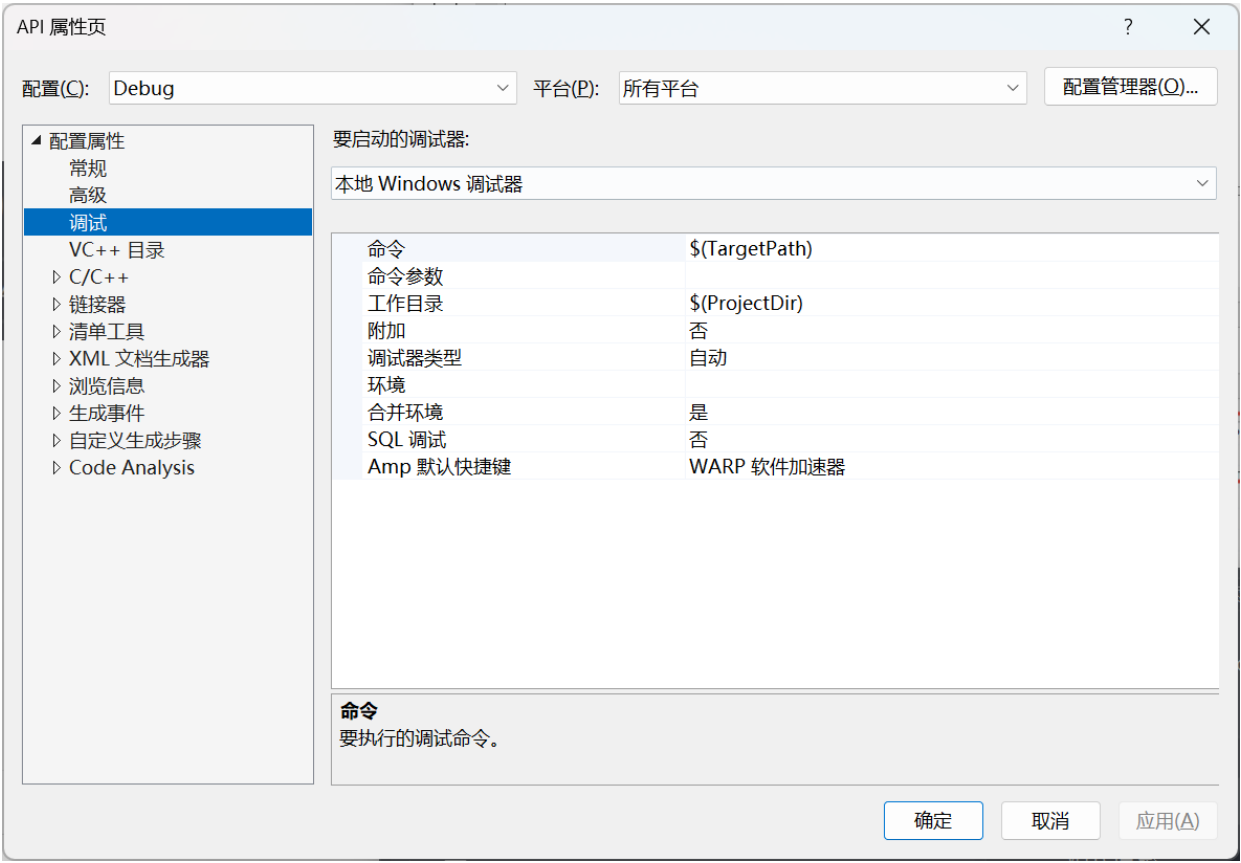 API 属性页
?
配置(C): Debug 平台(P): 所有平台 配置管理器(O)...
配置属性
常规
高级
调试
VC++ 目录
C/C++
链接器
清单工具
XML 文档生成器
浏览信息
生成事件
自定义生成步骤
Code Analysis
要启动的调试器:
本地 Windows 调试器
命令 $(TargetPath)
命令参数
工作目录 $(ProjectDir)
附加 否
调试器类型 自动
环境
合并环境 是
SQL 调试 否
Amp 默认快捷键 WARP 软件加速器
命令
要执行的调试命令。
确定 取消 应用(A)